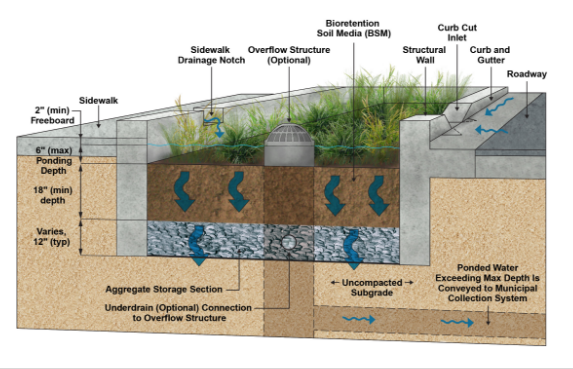 Bioretention
Soil Media (BSM)
Curb Cut
Inlet
Sidewalk
Drainage Notch
Overflow Structure
(Optional)
Structural
Wall
Curb and
Gutter
Roadway
Sidewalk
2" (min)
Freeboard
6" (max)
Ponding
Depth
18" (min)
depth
Varies,
12" (typ)
Aggregate Storage Section
Underdrain (Optional) Connection
to Overflow Structure
Uncompacted
Subgrade
Ponded Water
Exceeding Max Depth Is
Conveyed to Municipal
Collection System